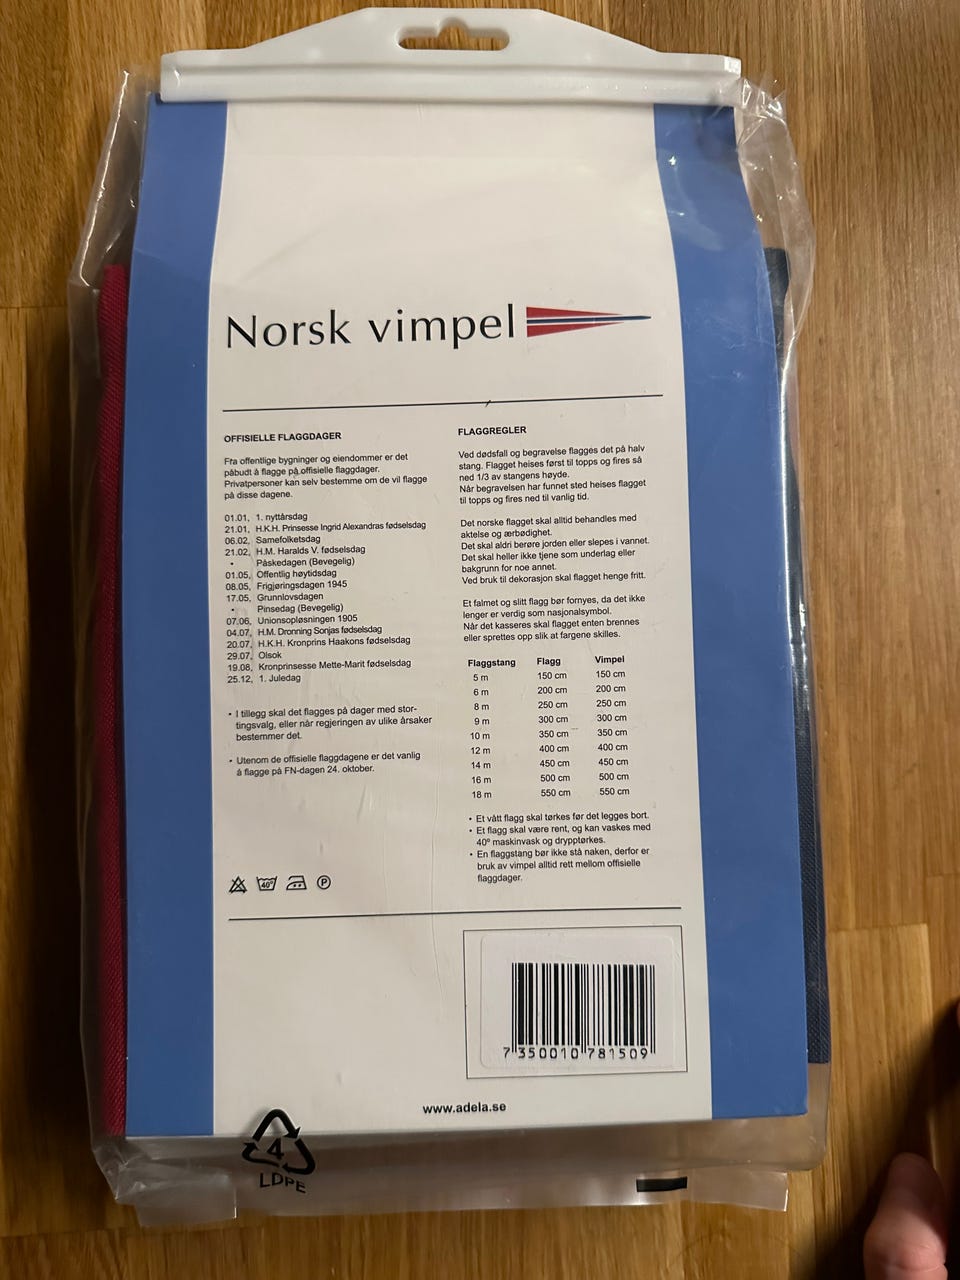 Norsk vimpel
OFFISIELLE FLAGGDAGER
Fra offentlige bygninger og eiendommer er det
påbudt å flagge på offisielle flaggdager.
Privatpersoner kan selv bestemme om de vil flagge
på disse dagene.
01.01, 1. nyttårsdag
21.01, H.K.H. Prinsesse Ingrid Alexandras fødselsdag
06.02, Samefolketsdag
21.02, H.M. Haralds V. fødselsdag
• Påskedagen (Bevegelig)
01.05, Offentlig høytidsdag
08.05, Frigjøringsdagen 1945
17.05, Grunnlovsdagen
• Pinsedag (Bevegelig)
07.06, Unionsopløsningen 1905
04.07, H.M. Dronning Sonjas fødselsdag
20.07, H.K.H. Kronprins Haakons fødselsdag
29.07, Olsok
19.08, Kronprinsesse Mette-Marit fødselsdag
25.12, 1. Juledag
• I tillegg skal det flagges på dager med stor-
tingsvalg, eller når regjeringen av ulike årsaker
bestemmer det.
• Utenom de offisielle flaggdagene er det vanlig
å flagge på FN-dagen 24. oktober.
40°
P
FLAGGREGLER
Ved dødsfall og begravelse flagges det på halv
stang. Flagget heises først til topps og fires så
ned 1/3 av stangens høyde.
Når begravelsen har funnet sted heises flagget
til topps og fires ned til vanlig tid.
Det norske flagget skal alltid behandles med
aktelse og ærbødighet.
Det skal aldri berøre jorden eller slepes i vannet.
Det skal heller ikke tjene som underlag eller
bakgrunn for noe annet.
Ved bruk til dekorasjon skal flagget henge fritt.
Et falmet og slitt flagg bør fornyes, da det ikke
lenger er verdig som nasjonalsymbol.
Når det kasseres skal flagget enten brennes
eller sprettes opp slik at fargene skilles.
Flaggstang Flagg Vimpel
5 m 150 cm 150 cm
6 m 200 cm 200 cm
8 m 250 cm 250 cm
9 m 300 cm 300 cm
10 m 350 cm 350 cm
12 m 400 cm 400 cm
14 m 450 cm 450 cm
16 m 500 cm 500 cm
18 m 550 cm 550 cm
• Et vått flagg skal tørkes før det legges bort.
• Et flagg skal være rent, og kan vaskes med
40° maskinvask og drypptørkes.
• En flaggstang bør ikke stå naken, derfor er
bruk av vimpel alltid rett mellom offisielle
flaggdager.
7 350010 781509
www.adela.se
4
LDPE